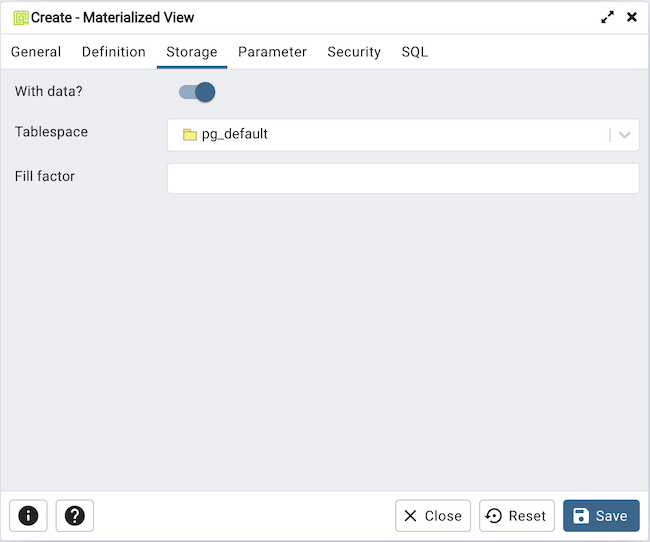 Create - Materialized View
General Definition Storage Parameter Security SQL
With data?
Tablespace pg_default
Fill factor
Close Reset Save